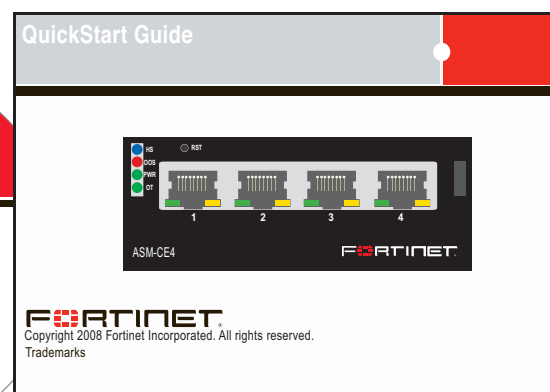 QuickStart Guide
HS
OOS
PWR
OT
RST
1 2 3 4
ASM-CE4
FORTINET
FORTINET
Copyright 2008 Fortinet Incorporated. All rights reserved.
Trademarks